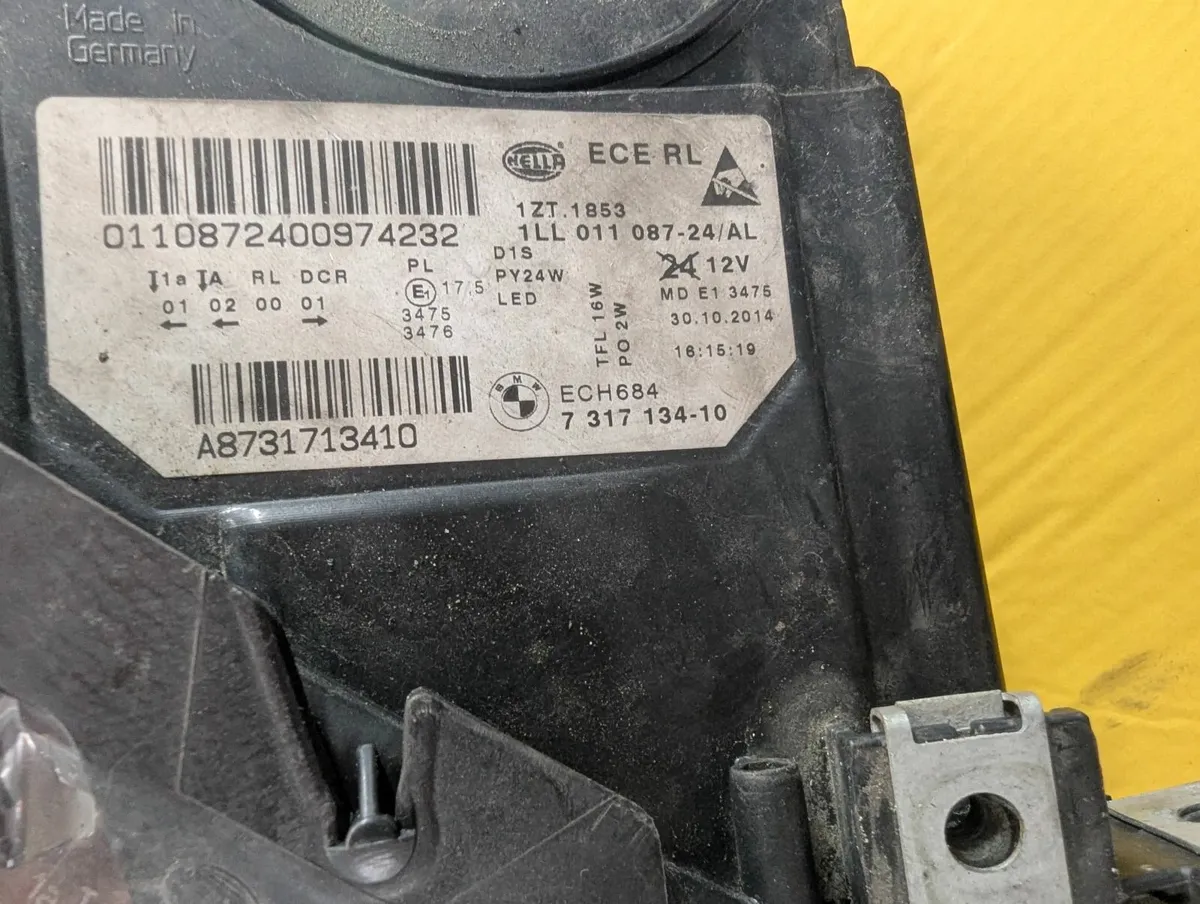 Made in
Germany
HELLA
ECE RL
0110872400974232
1ZT.1853
1LL 011 087-24/AL
1a A RL DCR
01 02 00 01
← ← →
PL
E1 17,5
3475
3476
D1S
PY24W
LED
TFL 16W
PO 2W
24 12V
MD E1 3475
30.10.2014
16:15:19
A8731713410
BMW
ECH684
7 317 134-10